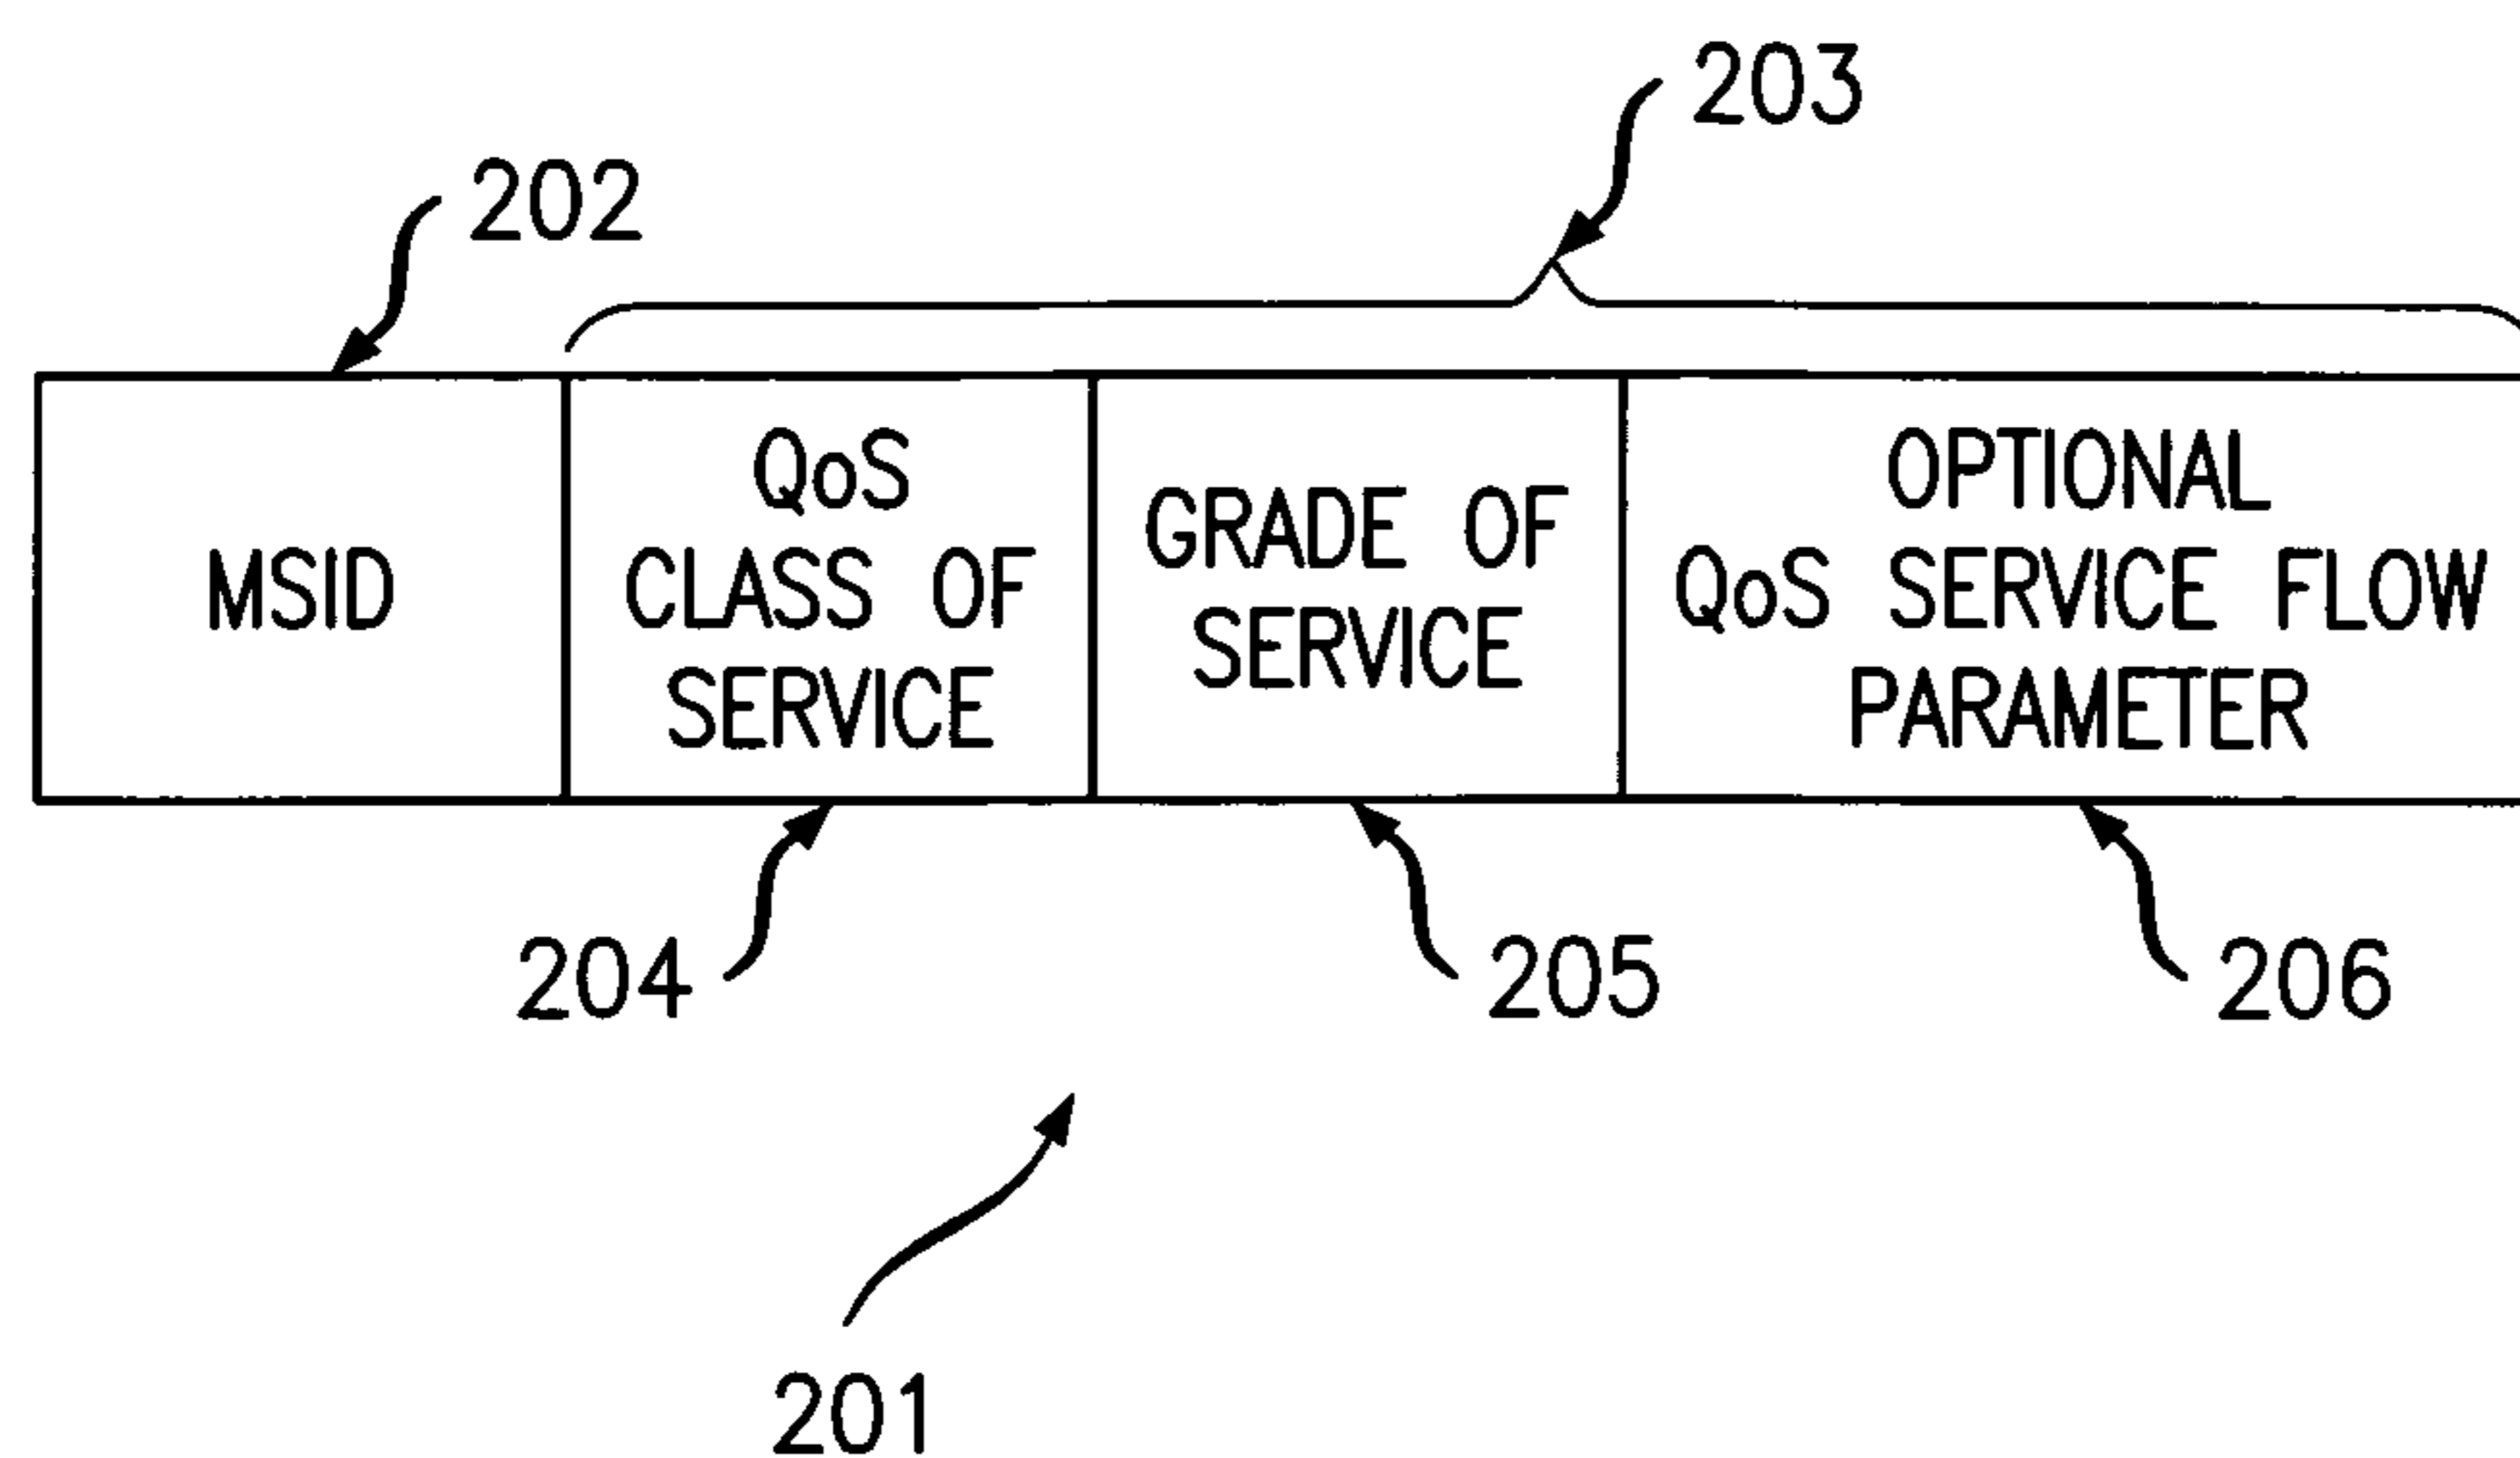 203
202
MSID
QoS
CLASS OF
SERVICE
GRADE OF
SERVICE
OPTIONAL
QoS SERVICE FLOW
PARAMETER
204
205
206
201